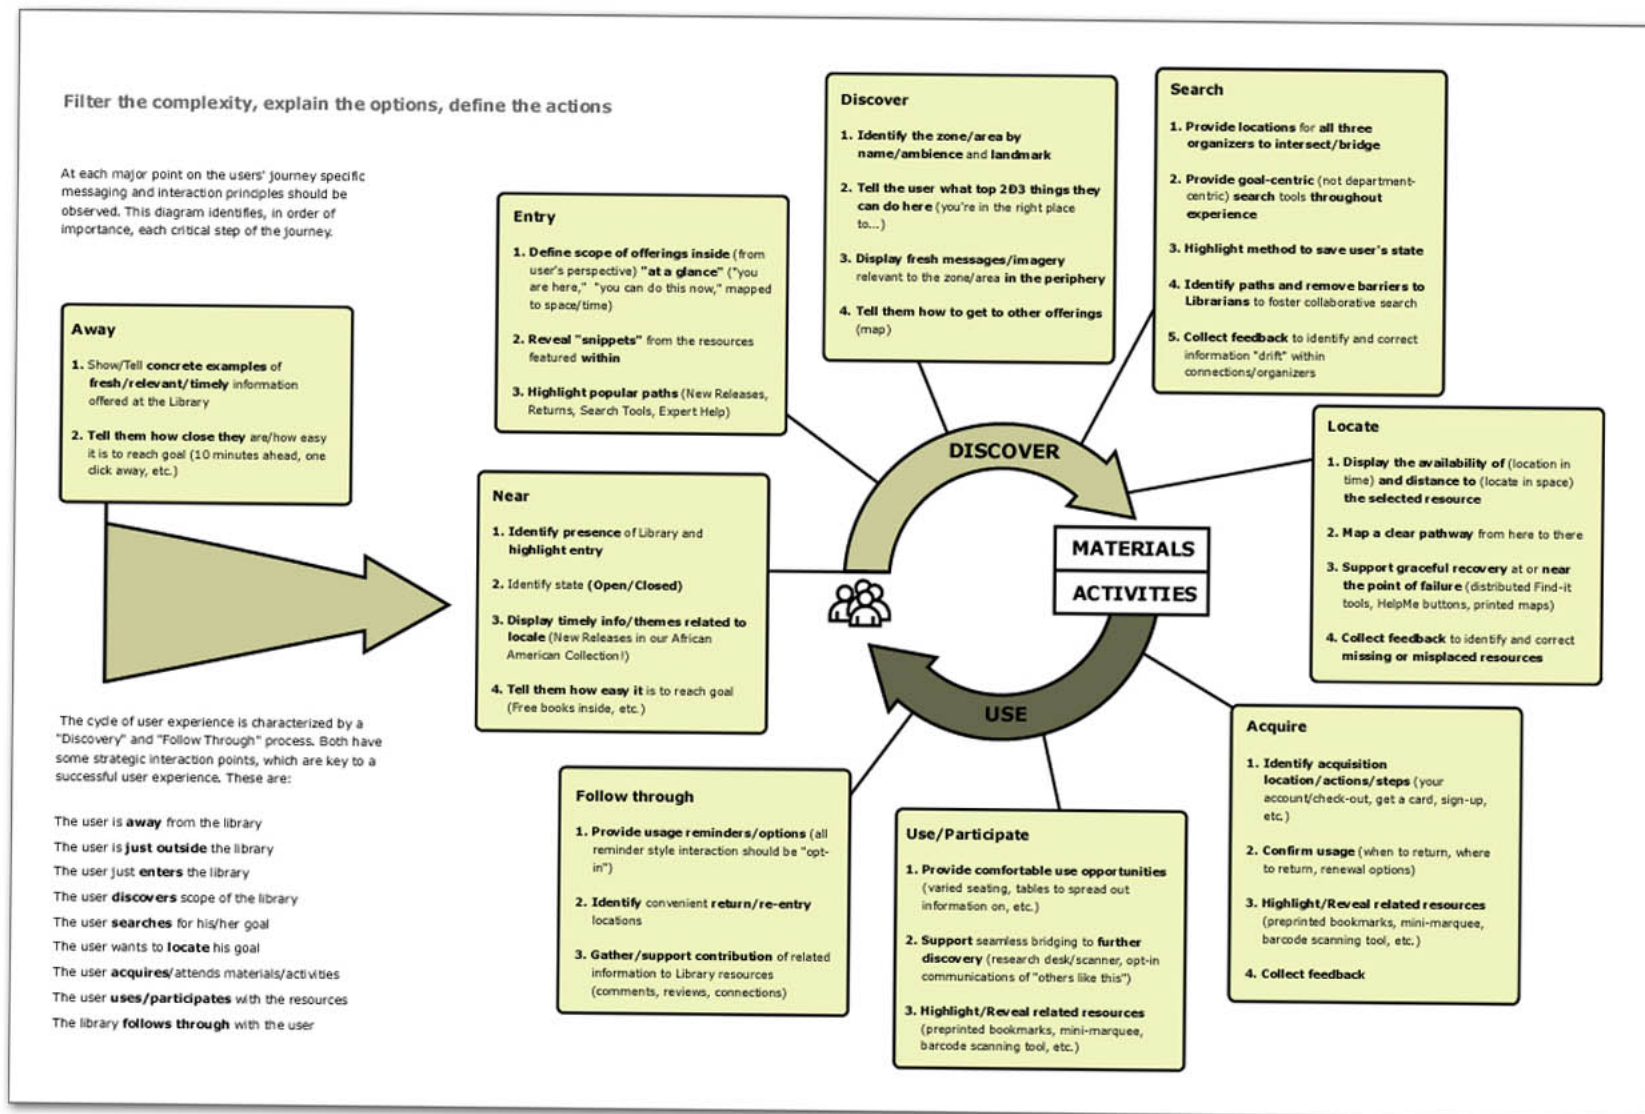 Filter the complexity, explain the options, define the actions
At each major point on the users' journey specific
messaging and interaction principles should be
observed. This diagram identifies, in order of
importance, each critical step of the journey.
Away
1. Show/Tell concrete examples of
fresh/relevant/timely information
offered at the Library
2. Tell them how close they are/how easy
it is to reach goal (10 minutes ahead, one
click away, etc.)
The cycle of user experience is characterized by a
"Discovery" and "Follow Through" process. Both have
some strategic interaction points, which are key to a
successful user experience. These are:
The user is away from the library
The user is just outside the library
The user just enters the library
The user discovers scope of the library
The user searches for his/her goal
The user wants to locate his goal
The user acquires/attends materials/activities
The user uses/participates with the resources
The library follows through with the user
Near
1. Identify presence of Library and
highlight entry
2. Identify state (Open/Closed)
3. Display timely info/themes related to
locale (New Releases in our African
American Collection!)
4. Tell them how easy it is to reach goal
(Free books inside, etc.)
Entry
1. Define scope of offerings inside (from
user's perspective) "at a glance" ("you
are here," "you can do this now," mapped
to space/time)
2. Reveal "snippets" from the resources
featured within
3. Highlight popular paths (New Releases,
Returns, Search Tools, Expert Help)
Discover
1. Identify the zone/area by
name/ambience and landmark
2. Tell the user what top 2Ð3 things they
can do here (you're in the right place
to...)
3. Display fresh messages/imagery
relevant to the zone/area in the periphery
4. Tell them how to get to other offerings
(map)
Search
1. Provide locations for all three
organizers to intersect/bridge
2. Provide goal-centric (not department-
centric) search tools throughout
experience
3. Highlight method to save user's state
4. Identify paths and remove barriers to
Librarians to foster collaborative search
5. Collect feedback to identify and correct
information "drift" within
connections/organizers
Locate
1. Display the availability of (location in
time) and distance to (locate in space)
the selected resource
2. Map a clear pathway from here to there
3. Support graceful recovery at or near
the point of failure (distributed Find-it
tools, HelpMe buttons, printed maps)
4. Collect feedback to identify and correct
missing or misplaced resources
DISCOVER
MATERIALS
ACTIVITIES
USE
Acquire
1. Identify acquisition
location/actions/steps (your
account/check-out, get a card, sign-up,
etc.)
2. Confirm usage (when to return, where
to return, renewal options)
3. Highlight/Reveal related resources
(preprinted bookmarks, mini-marquee,
barcode scanning tool, etc.)
4. Collect feedback
Use/Participate
1. Provide comfortable use opportunities
(varied seating, tables to spread out
information on, etc.)
2. Support seamless bridging to further
discovery (research desk/scanner, opt-in
communications of "others like this")
3. Highlight/Reveal related resources
(preprinted bookmarks, mini-marquee,
barcode scanning tool, etc.)
Follow through
1. Provide usage reminders/options (all
reminder style interaction should be "opt-
in")
2. Identify convenient return/re-entry
locations
3. Gather/support contribution of related
information to Library resources
(comments, reviews, connections)